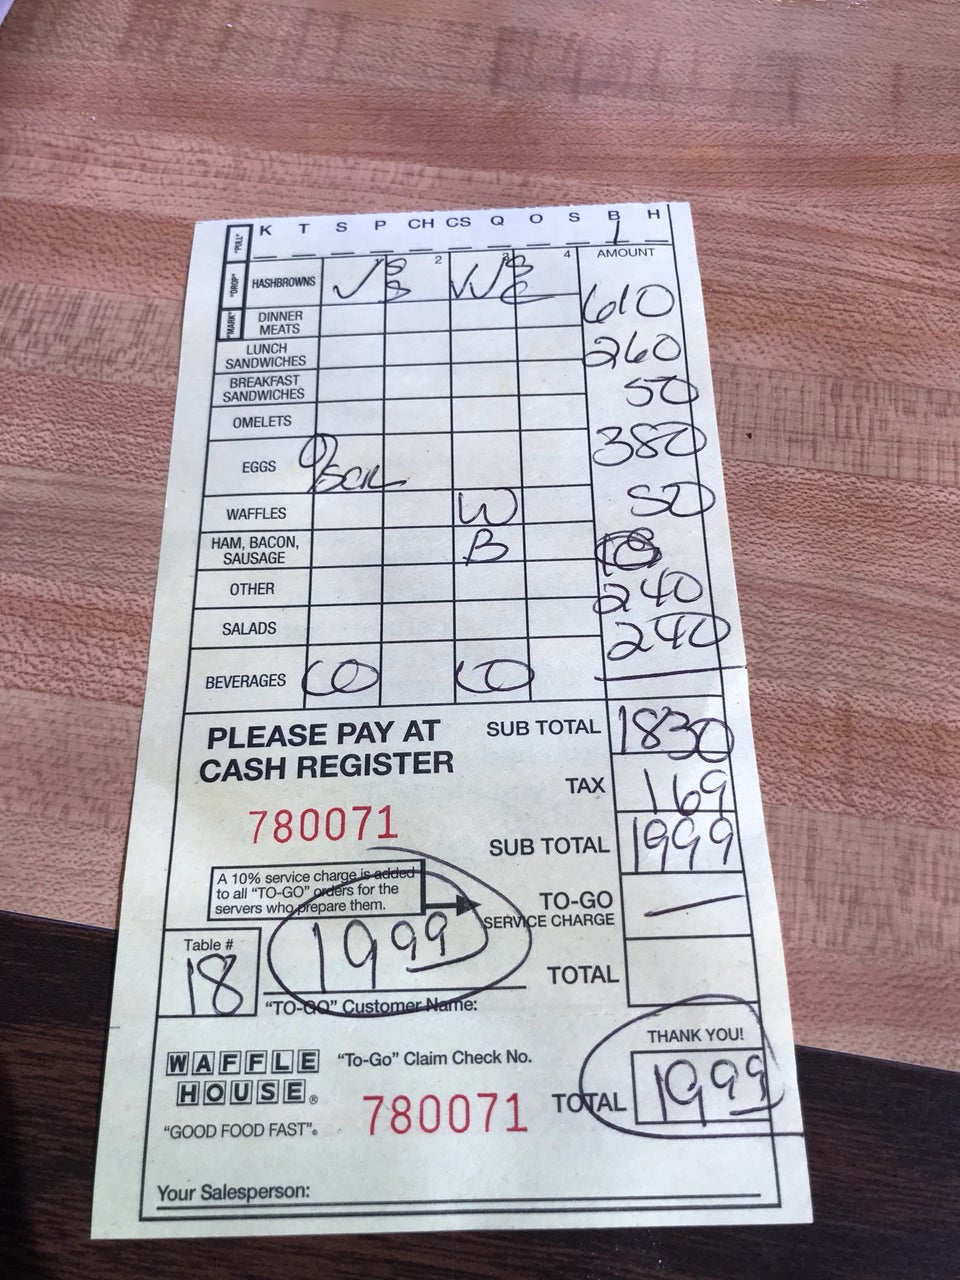 K T S P CH CS Q O S B H
"PULL" 1
AMOUNT
"DROP" HASHBROWNS 2 4
610
"MARK" DINNER MEATS
260
LUNCH SANDWICHES
BREAKFAST SANDWICHES 50
OMELETS
380
EGGS
WAFFLES W 50
HAM, BACON, SAUSAGE B
OTHER 240
SALADS 240
BEVERAGES CO CO
PLEASE PAY AT
CASH REGISTER
SUB TOTAL 1830
TAX 169
780071
SUB TOTAL 1999
A 10% service charge is added
to all "TO-GO" orders for the
servers who prepare them.
TO-GO
SERVICE CHARGE —
Table #
18
1999
TOTAL
"TO-GO" Customer Name:
THANK YOU!
WAFFLE
HOUSE®
"GOOD FOOD FAST"®
"To-Go" Claim Check No.
780071
TOTAL 1999
Your Salesperson: